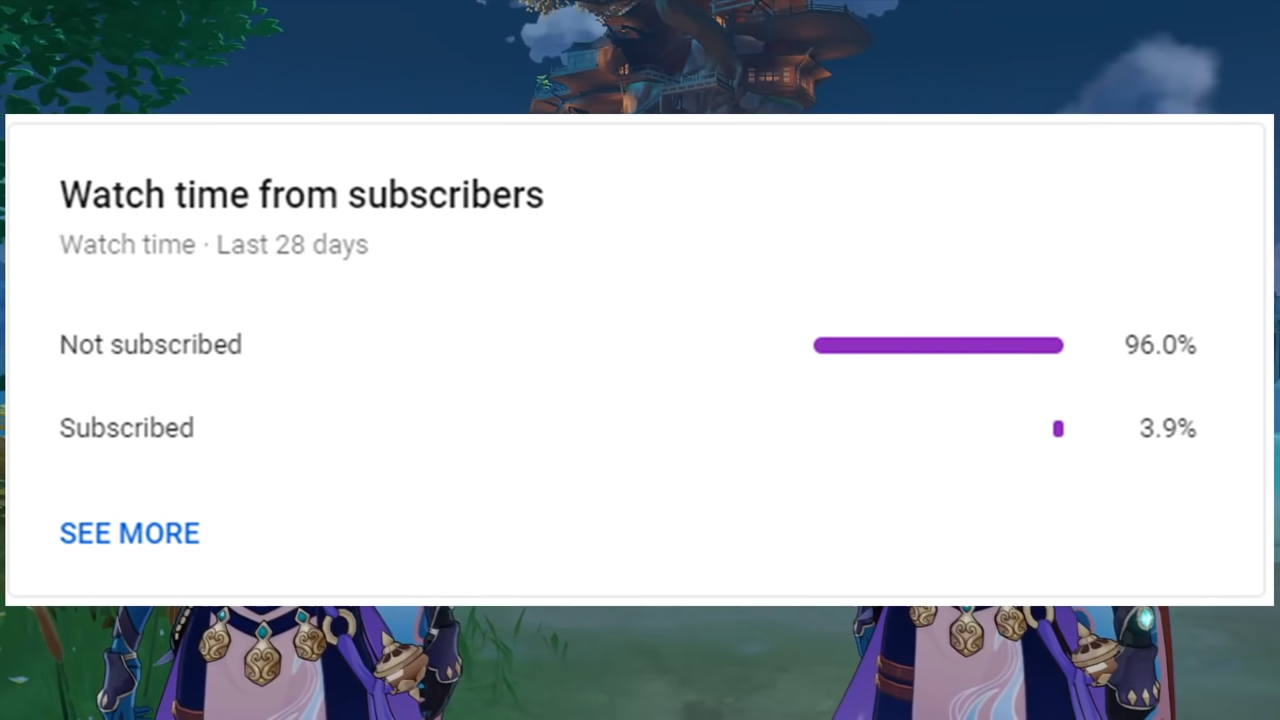 Watch time from subscribers
Watch time · Last 28 days
Not subscribed 96.0%
Subscribed 3.9%
SEE MORE